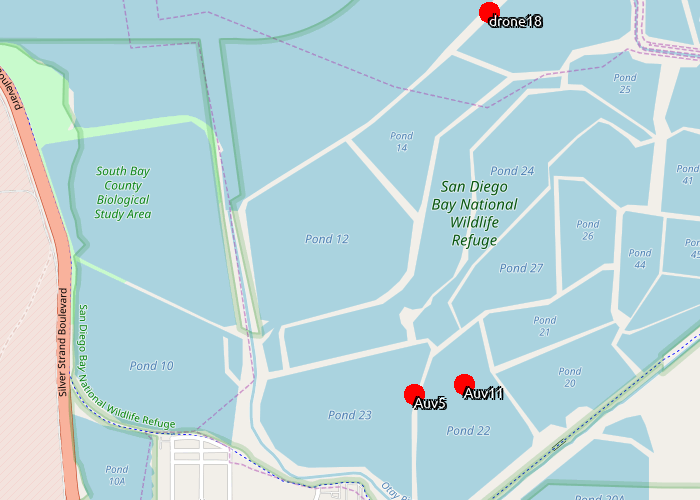 drone18
Boulevard
Pond
25
Pond
14
South Bay
County
Biological
Study Area
Pond 24
San Diego
Bay National
Wildlife
Refuge
Pond
41
Pond 12
Pond
26
Pond
44
Pond 27
Silver Strand Boulevard
San Diego Bay National Wildlife Refuge
Pond
21
Pond 10
Pond
20
Auv5
Auv11
Pond 23
Pond 22
Pond
10A
Pond 20A